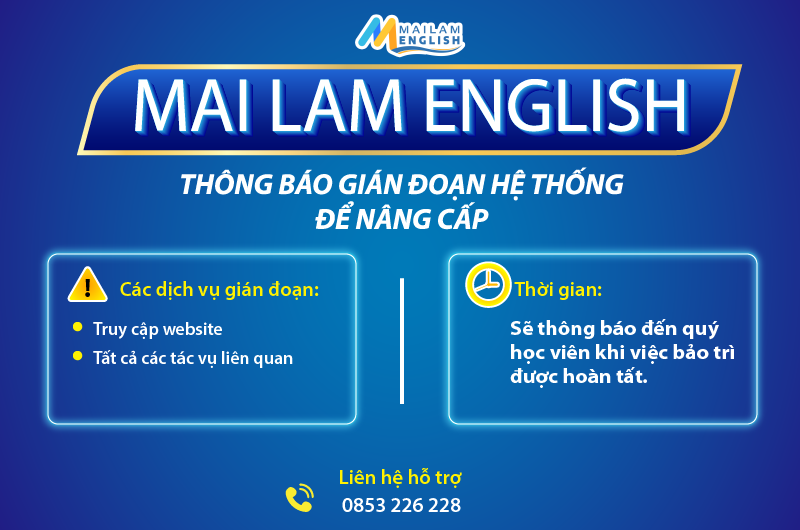 MAILAM
ENGLISH
MAI LAM ENGLISH
THÔNG BÁO GIÁN ĐOẠN HỆ THỐNG
ĐỂ NÂNG CẤP
Các dịch vụ gián đoạn:
Truy cập website
Tất cả các tác vụ liên quan
Thời gian:
Sẽ thông báo đến quý
học viên khi việc bảo trì
được hoàn tất.
Liên hệ hỗ trợ
0853 226 228